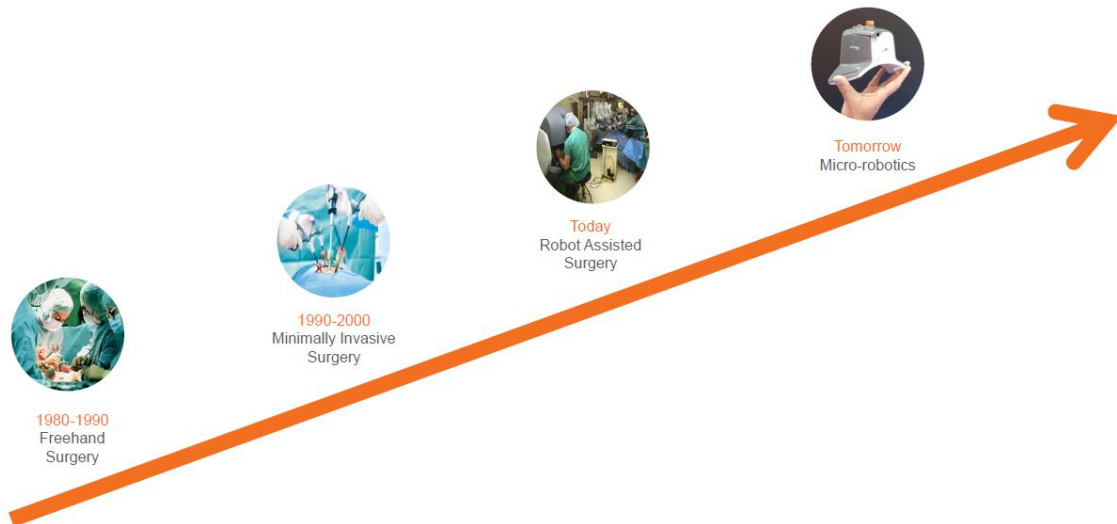 1980-1990
Freehand
Surgery
1990-2000
Minimally Invasive
Surgery
Today
Robot Assisted
Surgery
Tomorrow
Micro-robotics